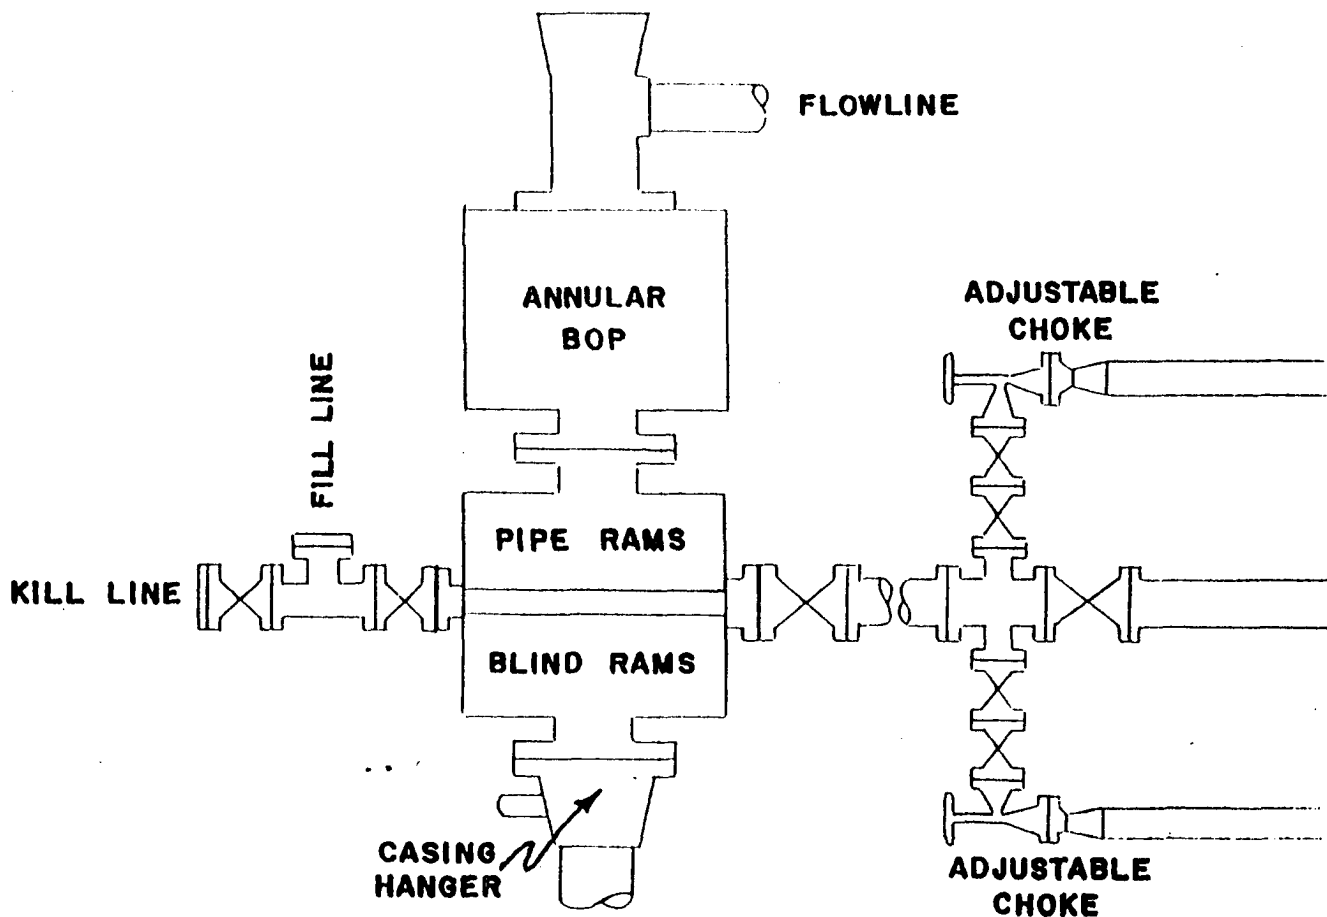 FLOWLINE
ANNULAR
BOP
ADJUSTABLE
CHOKE
FILL LINE
PIPE RAMS
KILL LINE
BLIND RAMS
CASING
HANGER
ADJUSTABLE
CHOKE